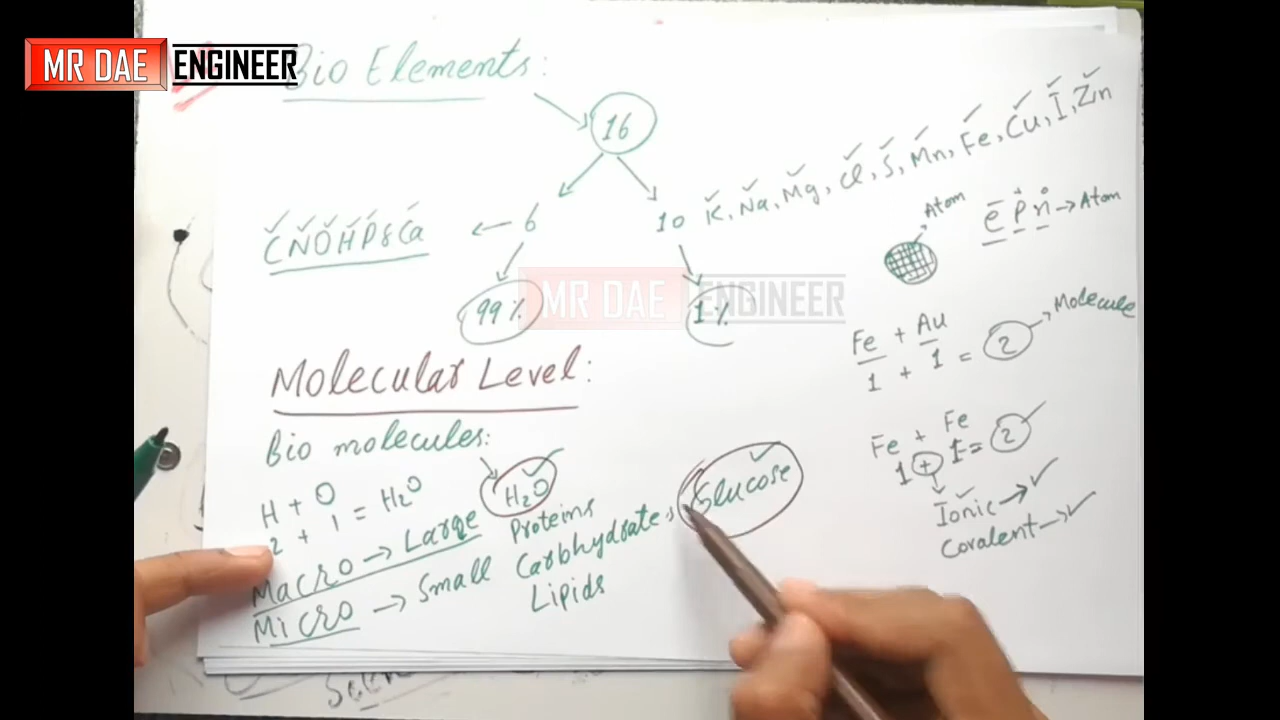 MR DAE ENGINEER
Bio Elements:
16
6
10 K, Na, Mg, Cl, S, Mn, Fe, Cu, I, Zn
C N O H P & Ca
99 %
1 %
MR DAE ENGINEER
Atom
e⁻ p⁺ n° → Atom
Fe + Au
1 + 1 = 2 → Molecule
Fe + Fe
1 + 1 = 2
Ionic →
Covalent →
Molecular Level:
Bio molecules:
H₂O
Glucose
H + O = H₂O
2 + 1
Macro → Large
Micro → Small
Proteins
Carbhydrate,
Lipids